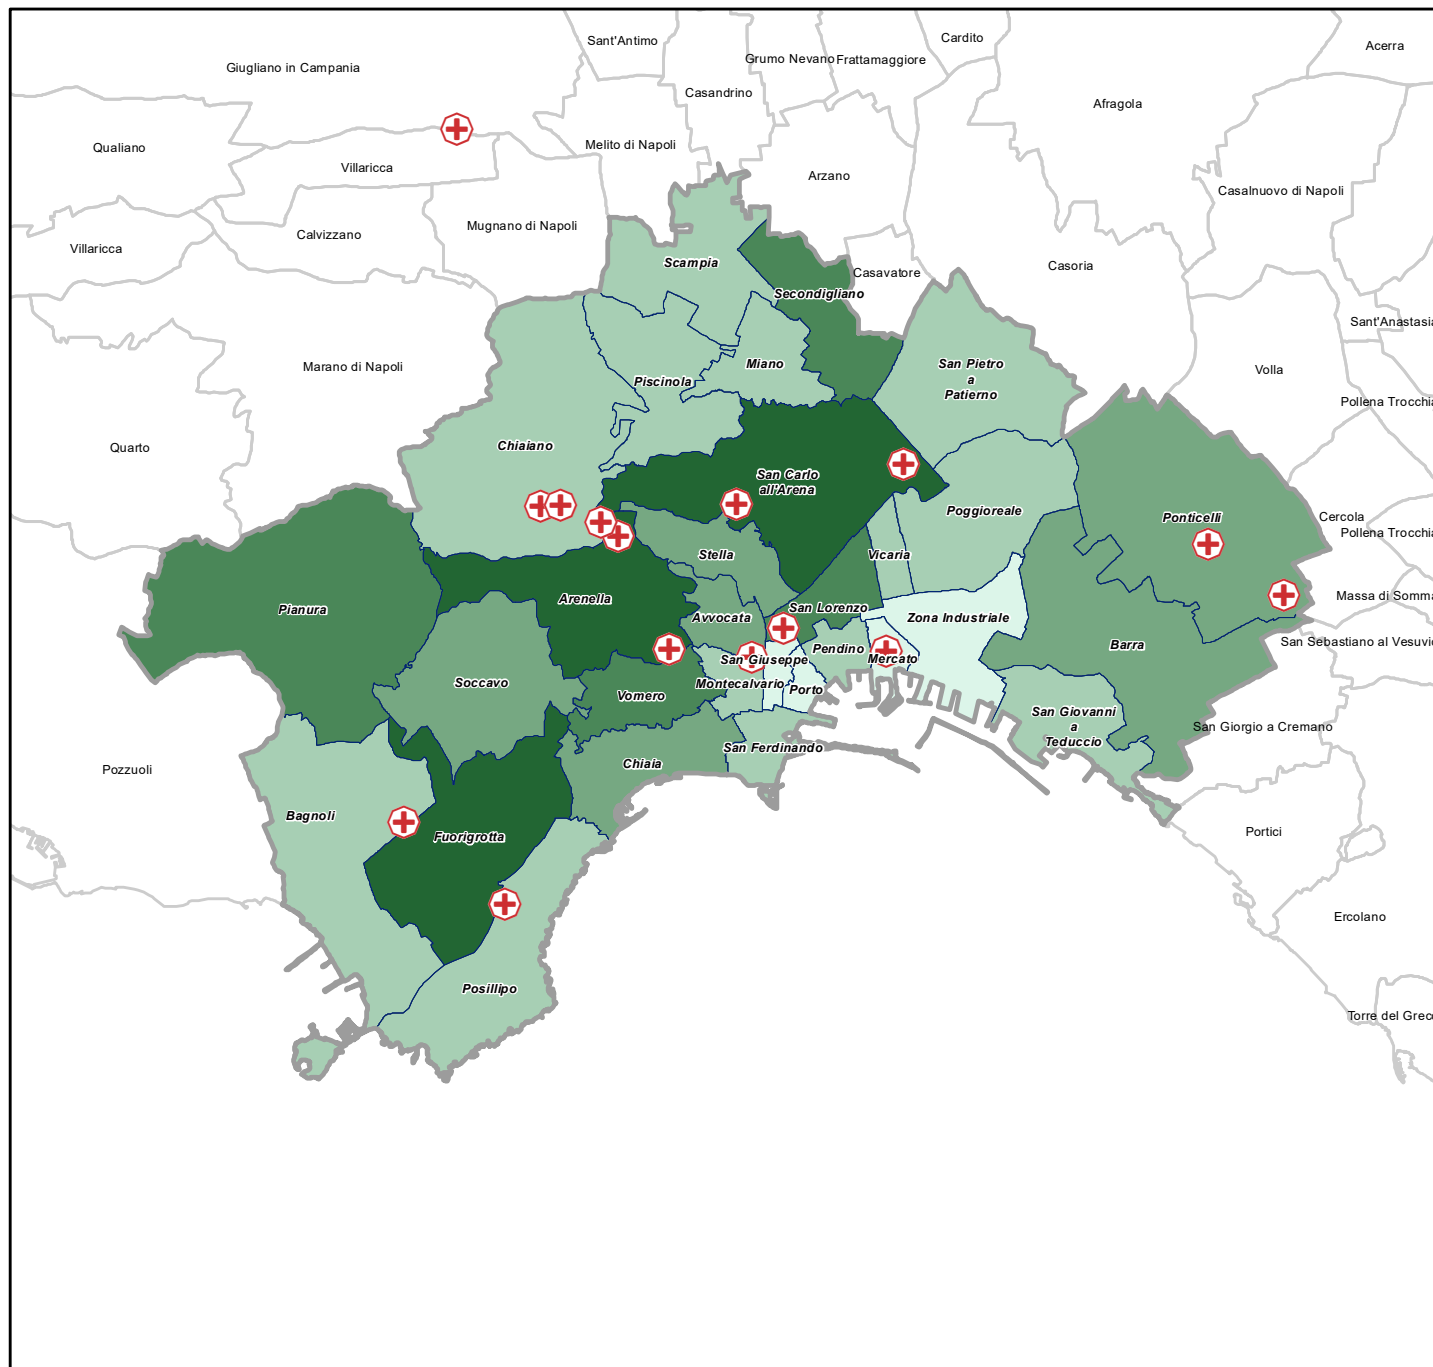 Sant'Antimo
Cardito
Acerra
Grumo Nevano
Frattamaggiore
Giugliano in Campania
Casandrino
Afragola
Qualiano
Melito di Napoli
Villaricca
Arzano
Casalnuovo di Napoli
Mugnano di Napoli
Calvizzano
Villaricca
Scampia
Casavatore
Casoria
Secondigliano
Sant'Anastasia
Marano di Napoli
Miano
San Pietro
a
Patierno
Volla
Piscinola
Pollena Trocchia
Quarto
Chiaiano
San Carlo
all'Arena
Poggioreale
Ponticelli
Cercola
Pollena Trocchia
Stella
Vicaria
Massa di Somma
Pianura
Arenella
San Lorenzo
Avvocata
Zona Industriale
Pendino
Barra
San Sebastiano al Vesuvio
San Giuseppe
Mercato
Soccavo
Montecalvario
Porto
Vomero
San Giovanni
a
Teduccio
San Giorgio a Cremano
San Ferdinando
Chiaia
Pozzuoli
Bagnoli
Fuorigrotta
Portici
Ercolano
Posillipo
Torre del Greco